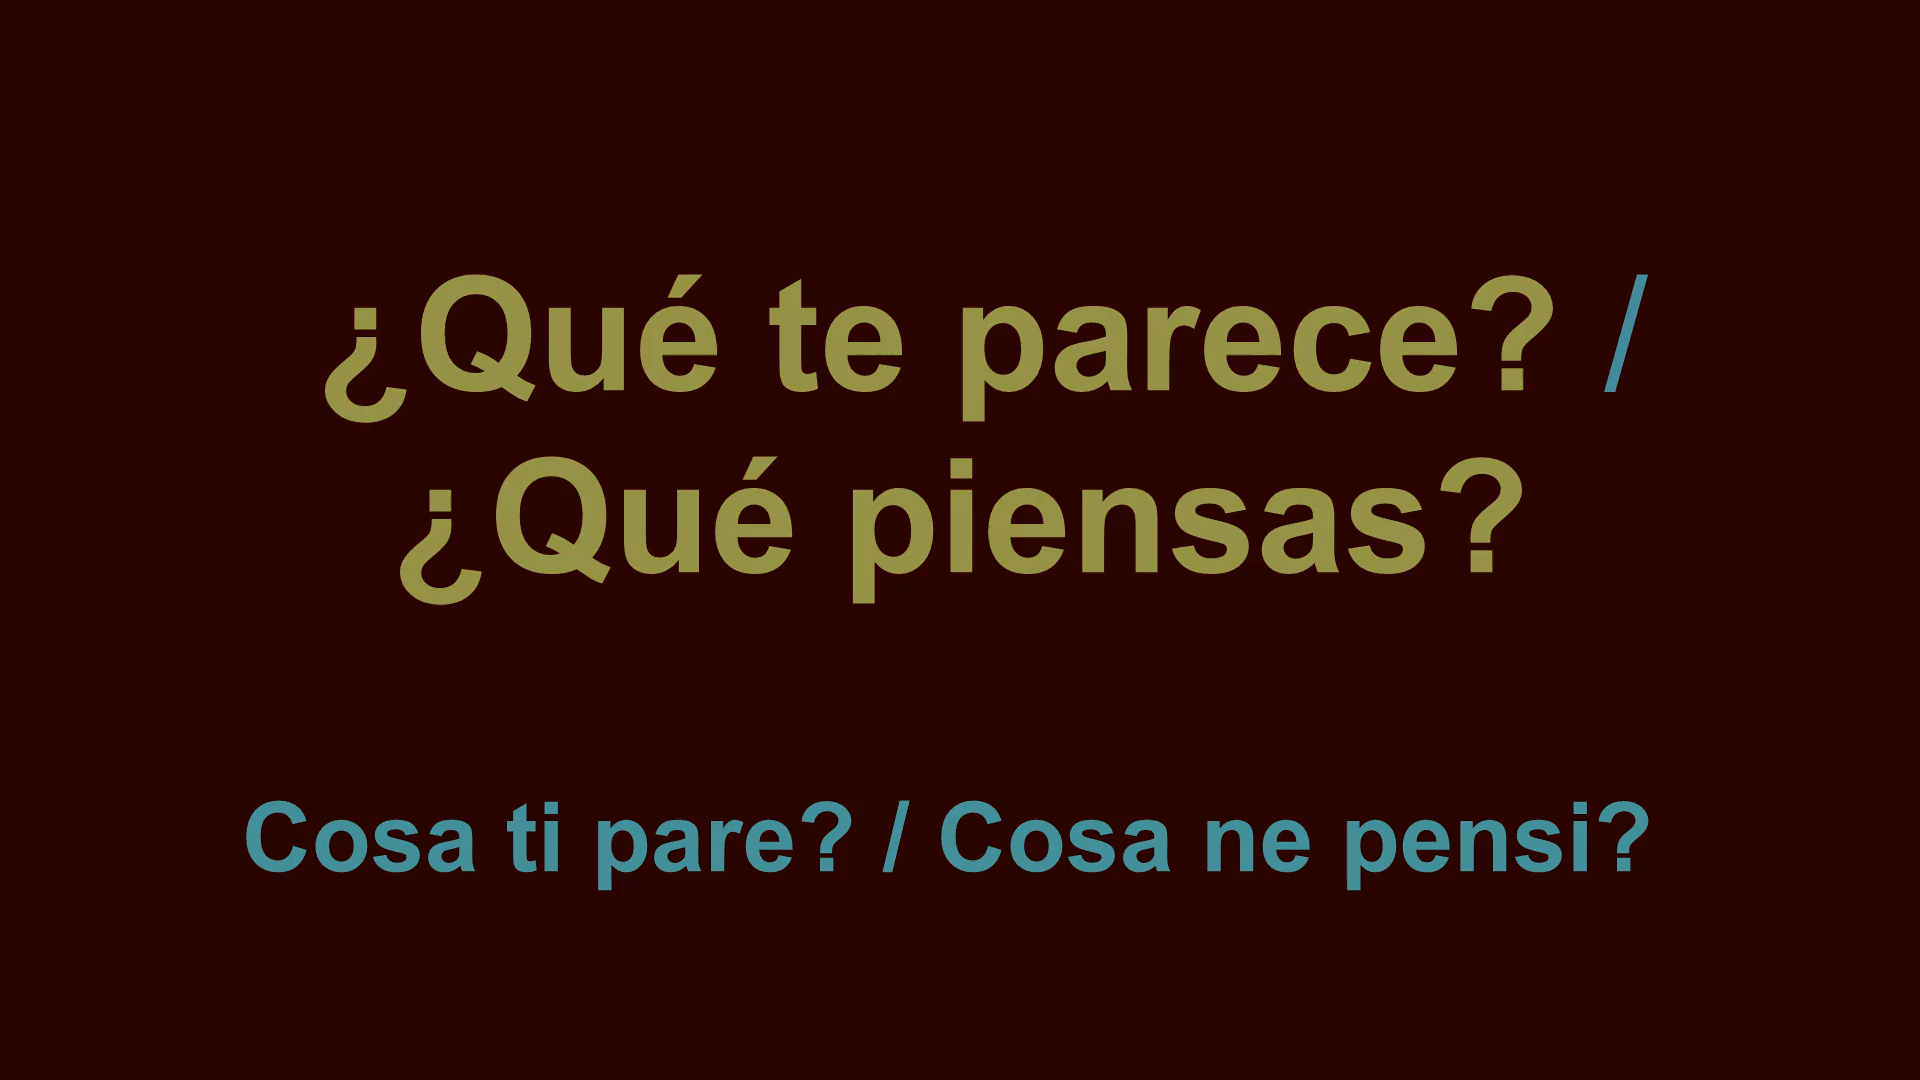 ¿Qué te parece? /
¿Qué piensas?
Cosa ti pare? / Cosa ne pensi?